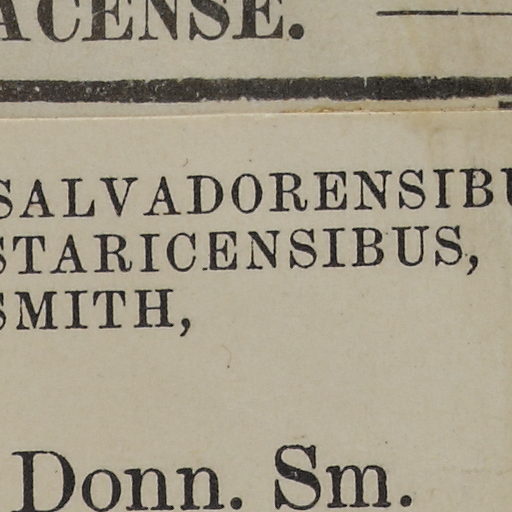 ACENSE.
SALVADORENSIBU
STARICENSIBUS,
SMITH,
Donn. Sm.